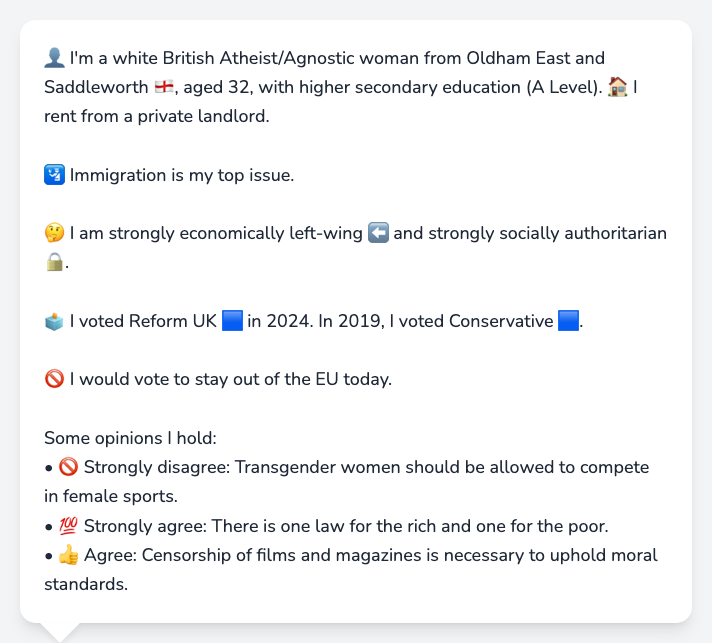 👤 I'm a white British Atheist/Agnostic woman from Oldham East and
Saddleworth 🏴󠁧󠁢󠁥󠁮󠁧󠁿, aged 32, with higher secondary education (A Level). 🏠 I
rent from a private landlord.
🛂 Immigration is my top issue.
🤔 I am strongly economically left-wing ⬅️ and strongly socially authoritarian
🔒.
🗳️ I voted Reform UK 🟦 in 2024. In 2019, I voted Conservative 🟦.
🚫 I would vote to stay out of the EU today.
Some opinions I hold:
• 🚫 Strongly disagree: Transgender women should be allowed to compete
in female sports.
• 💯 Strongly agree: There is one law for the rich and one for the poor.
• 👍 Agree: Censorship of films and magazines is necessary to uphold moral
standards.